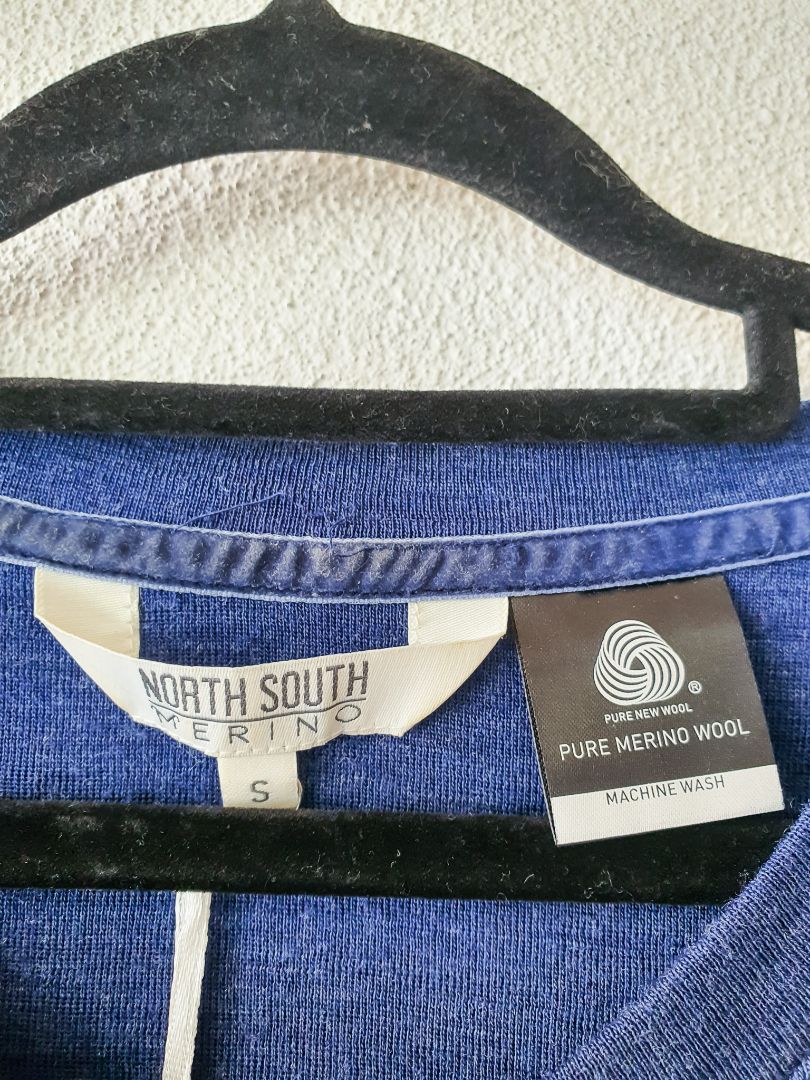 NORTH SOUTH
MERINO
S
®
PURE NEW WOOL
PURE MERINO WOOL
MACHINE WASH